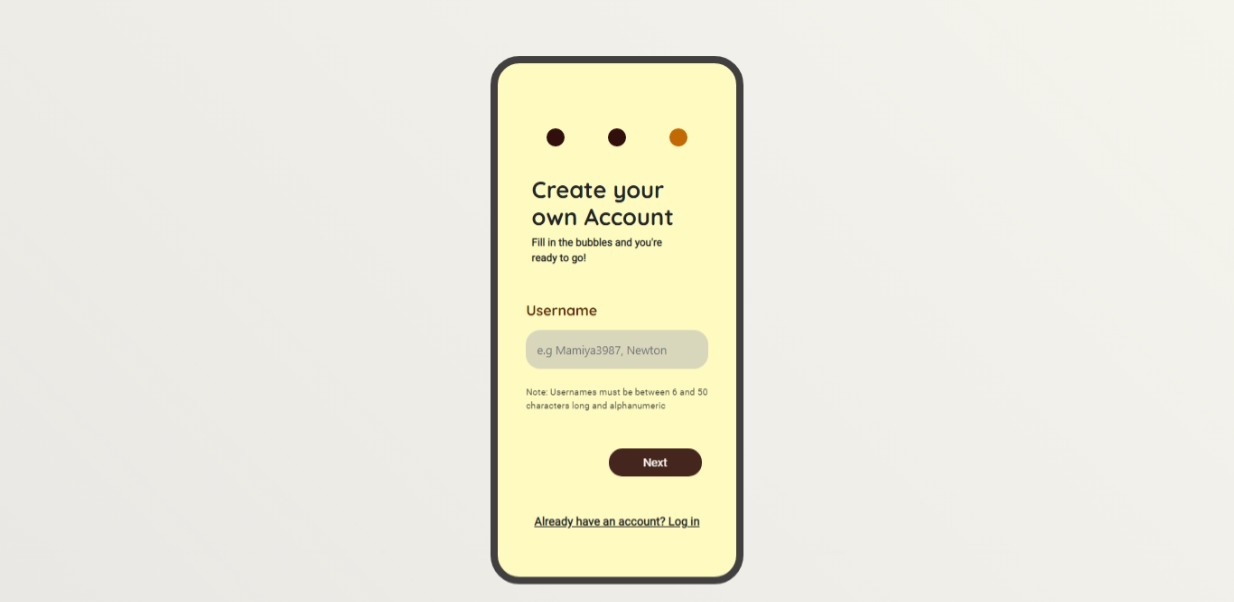 Create your
own Account
Fill in the bubbles and you're
ready to go!
Username
e.g Mamiya3987, Newton
Note: Usernames must be between 6 and 50
characters long and alphanumeric
Next
Already have an account? Log in